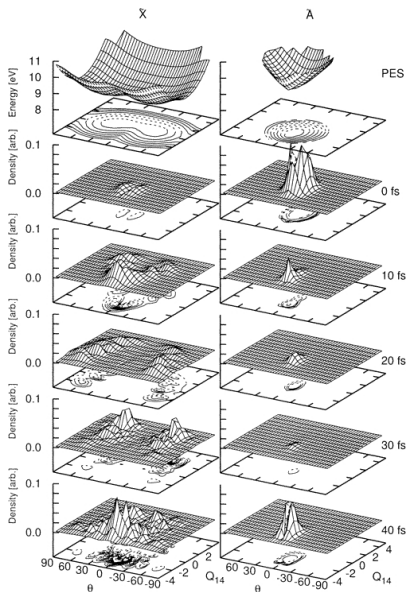 X̃ Ã
11
10
9
8
Energy [eV]
PES
0.1
0.0
Density [arb.]
0 fs
0.1
0.0
Density [arb.]
10 fs
0.1
0.0
Density [arb.]
20 fs
0.1
0.0
Density [arb.]
30 fs
0.1
0.0
Density [arb.]
40 fs
90 60 30 0 -30 -60 -90 -4 -2 0 2
60 30 0 -30 -60 -90 -4 -2 0 2 4
θ Q14 θ Q14